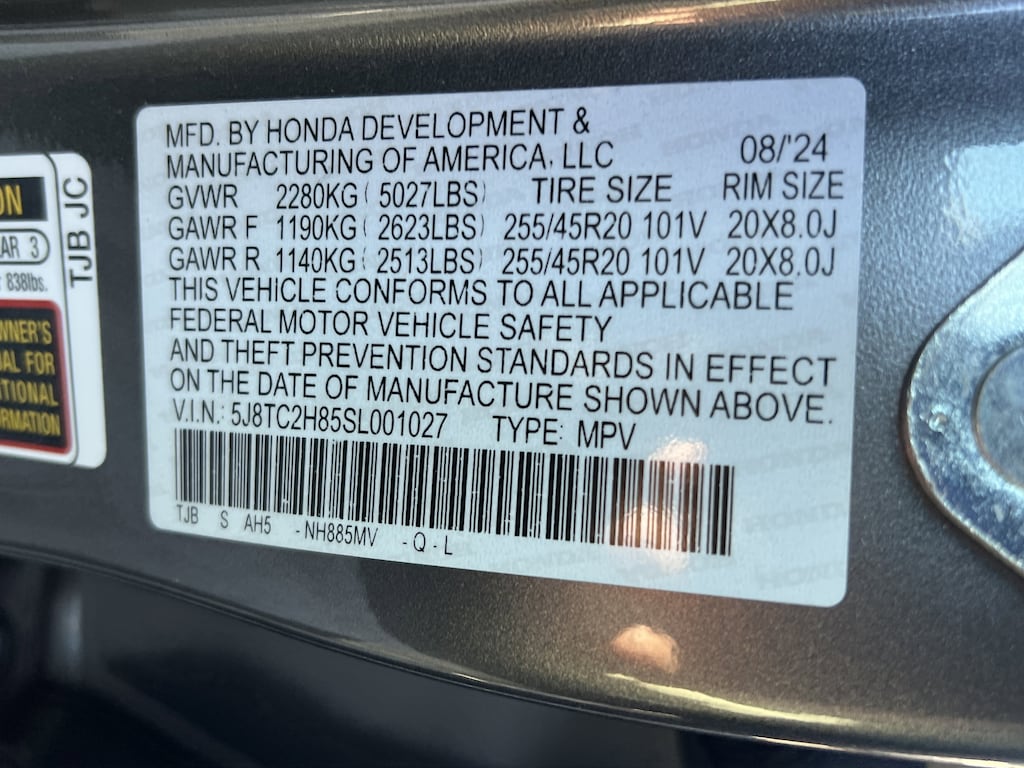 MFD. BY HONDA DEVELOPMENT &
MANUFACTURING OF AMERICA, LLC 08/'24
GVWR 2280KG ( 5027LBS) TIRE SIZE RIM SIZE
GAWR F 1190KG ( 2623LBS) 255/45R20 101V 20X8.0J
GAWR R 1140KG ( 2513LBS) 255/45R20 101V 20X8.0J
THIS VEHICLE CONFORMS TO ALL APPLICABLE
FEDERAL MOTOR VEHICLE SAFETY
AND THEFT PREVENTION STANDARDS IN EFFECT
ON THE DATE OF MANUFACTURE SHOWN ABOVE.
V.I.N.: 5J8TC2H85SL001027 TYPE: MPV
TJB S AH5 -NH885MV -Q-L
TJB JC
3
838lbs.
FOR